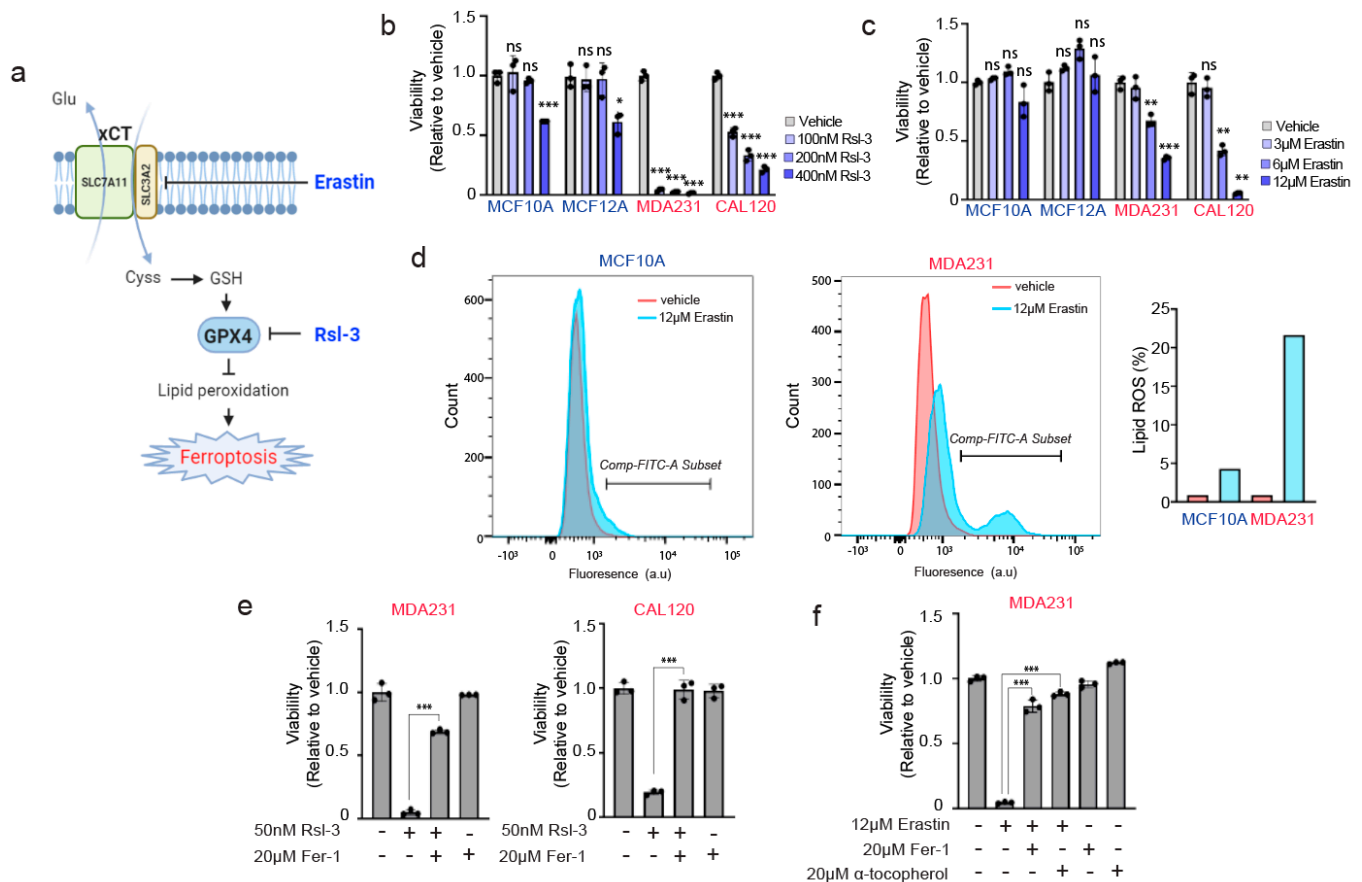 a
Glu
xCT
SLC7A11
SLC3A2
Erastin
Cyss
GSH
GPX4
Rsl-3
Lipid peroxidation
Ferroptosis
b
Viability
(Relative to vehicle)
1.5
1.0
0.5
0
ns
ns
***
ns
ns
*
***
***
***
***
***
***
MCF10A
MCF12A
MDA231
CAL120
Vehicle
100nM Rsl-3
200nM Rsl-3
400nM Rsl-3
c
Viabililty
(Relative to vehicle)
1.5
1.0
0.5
0
ns
ns
ns
ns
ns
ns
ns
**
***
ns
**
**
MCF10A
MCF12A
MDA231
CAL120
Vehicle
3µM Erastin
6µM Erastin
12µM Erastin
d
MCF10A
vehicle
12µM Erastin
Count
600
400
200
0
Comp-FITC-A Subset
-10³
0
10³
10⁴
10⁵
Fluoresence (a.u)
MDA231
vehicle
12µM Erastin
Count
500
400
300
200
100
0
Comp-FITC-A Subset
-10³
0
10³
10⁴
10⁵
Fluoresence (a.u)
Lipid ROS (%)
25
20
15
10
5
0
MCF10A
MDA231
e
MDA231
Viability
(Relative to vehicle)
1.5
1.0
0.5
0
***
50nM Rsl-3 - + + -
20µM Fer-1 - - + +
CAL120
Viability
(Relative to vehicle)
1.5
1.0
0.5
0
***
50nM Rsl-3 - + + -
20µM Fer-1 - - + +
f
MDA231
Viability
(Relative to vehicle)
1.5
1.0
0.5
0
***
***
12µM Erastin - + + + - -
20µM Fer-1 - - + - + -
20µM α-tocopherol - - - + - +